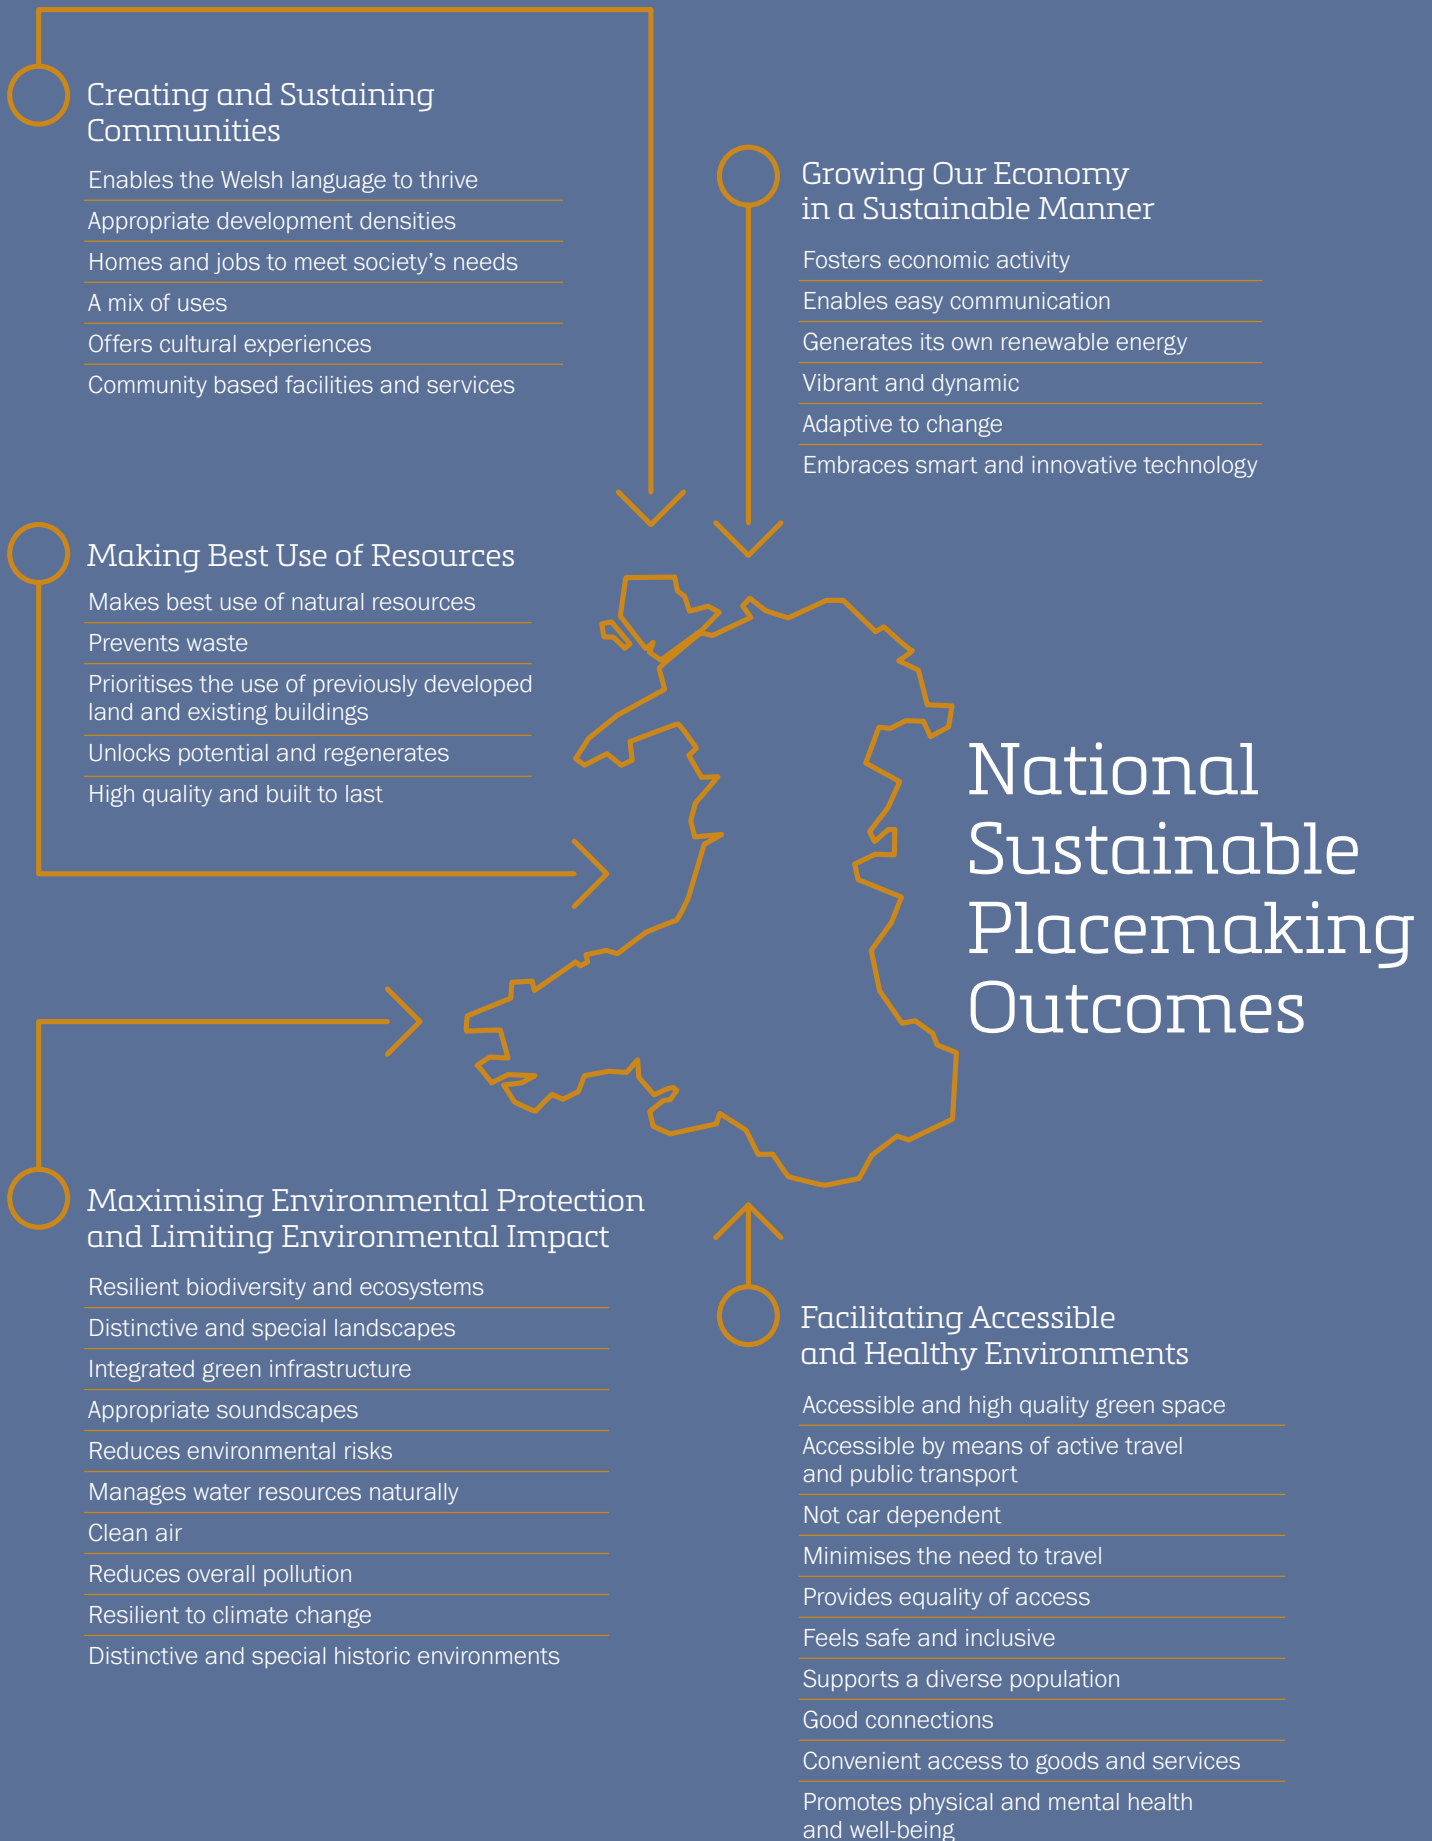 Creating and Sustaining
Communities
Enables the Welsh language to thrive
Appropriate development densities
Homes and jobs to meet society's needs
A mix of uses
Offers cultural experiences
Community based facilities and services
Growing Our Economy
in a Sustainable Manner
Fosters economic activity
Enables easy communication
Generates its own renewable energy
Vibrant and dynamic
Adaptive to change
Embraces smart and innovative technology
Making Best Use of Resources
Makes best use of natural resources
Prevents waste
Prioritises the use of previously developed
land and existing buildings
Unlocks potential and regenerates
High quality and built to last
National
Sustainable
Placemaking
Outcomes
Maximising Environmental Protection
and Limiting Environmental Impact
Resilient biodiversity and ecosystems
Distinctive and special landscapes
Integrated green infrastructure
Appropriate soundscapes
Reduces environmental risks
Manages water resources naturally
Clean air
Reduces overall pollution
Resilient to climate change
Distinctive and special historic environments
Facilitating Accessible
and Healthy Environments
Accessible and high quality green space
Accessible by means of active travel
and public transport
Not car dependent
Minimises the need to travel
Provides equality of access
Feels safe and inclusive
Supports a diverse population
Good connections
Convenient access to goods and services
Promotes physical and mental health
and well-being